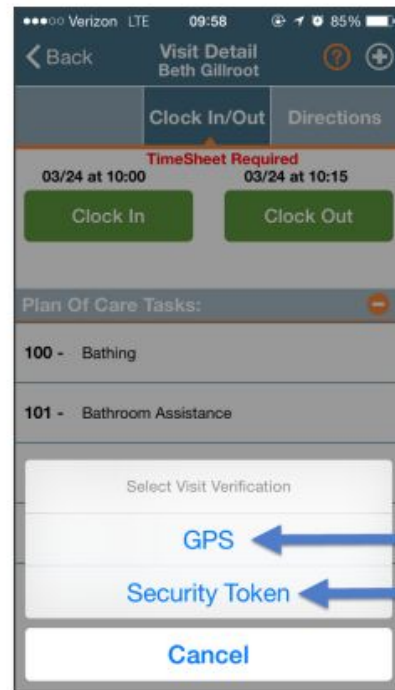 Verizon LTE 09:58 85%
Back Visit Detail
Beth Gillroot
Clock In/Out Directions
TimeSheet Required
03/24 at 10:00 03/24 at 10:15
Clock In Clock Out
Plan Of Care Tasks:
100 - Bathing
101 - Bathroom Assistance
Select Visit Verification
GPS
Security Token
Cancel